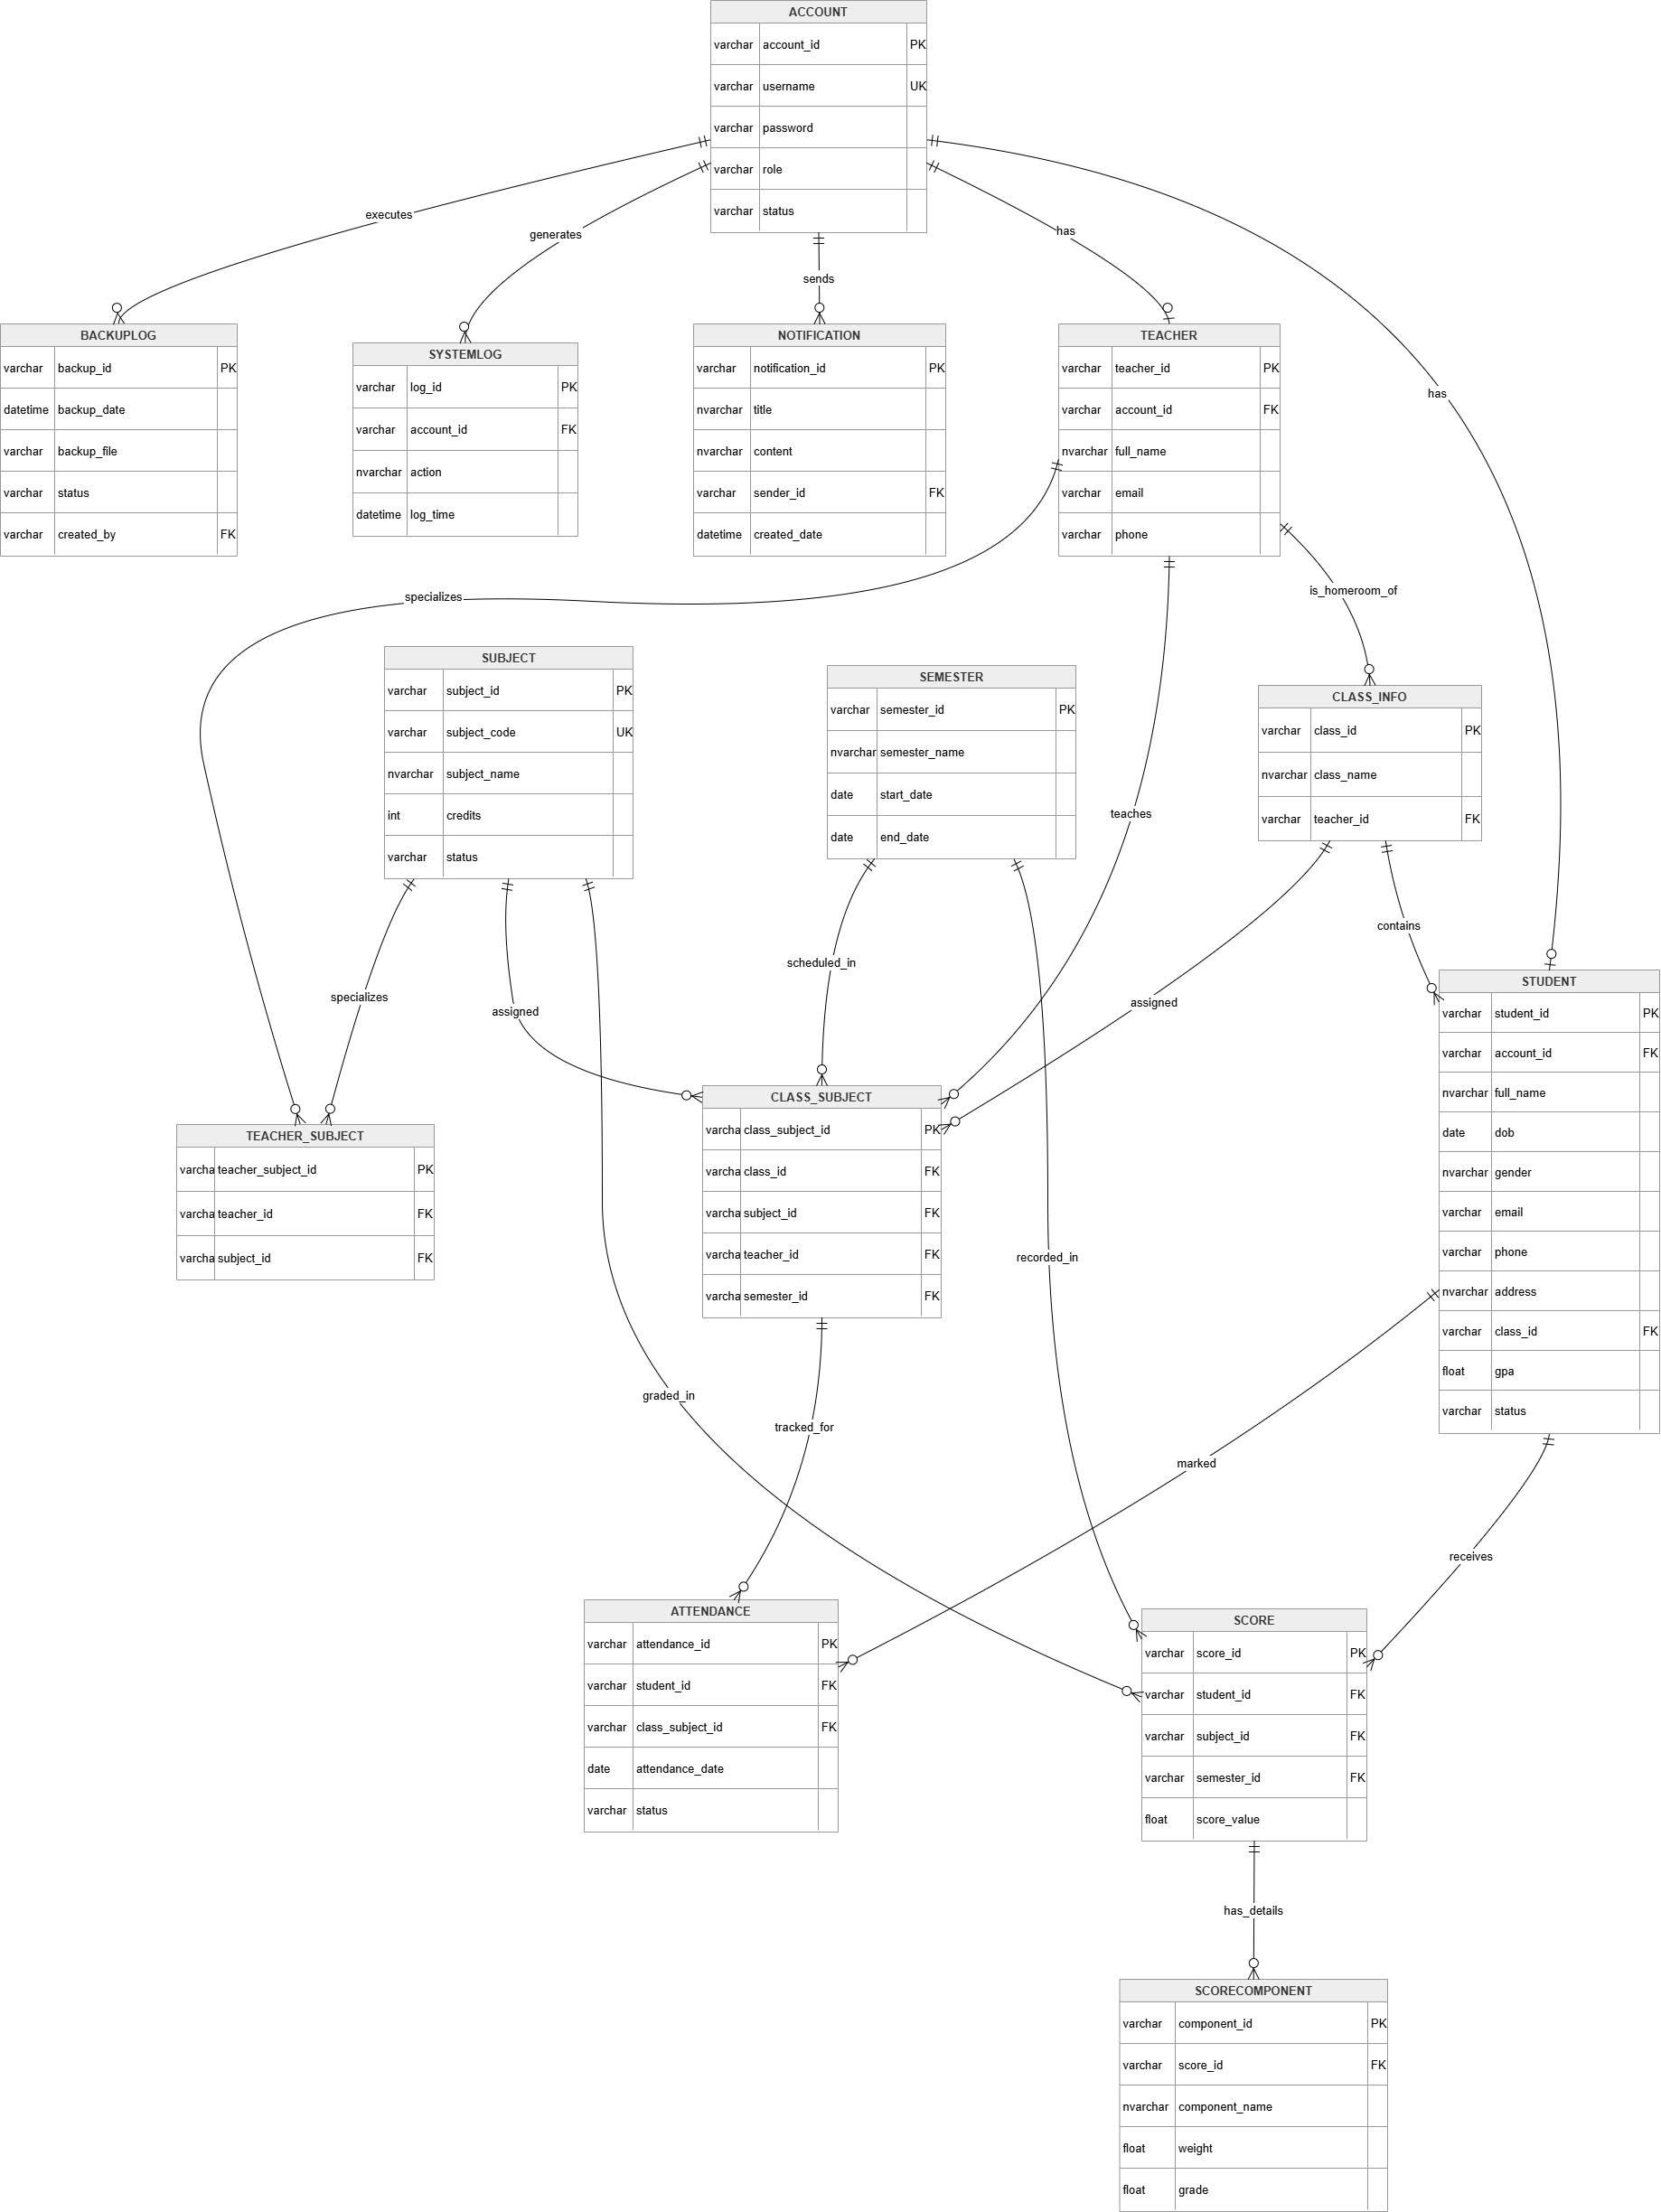 ACCOUNT
varchar account_id PK
varchar username UK
varchar password
varchar role
varchar status
executes
generates
sends
has
has
BACKUPLOG
varchar backup_id PK
datetime backup_date
varchar backup_file
varchar status
varchar created_by FK
SYSTEMLOG
varchar log_id PK
varchar account_id FK
nvarchar action
datetime log_time
NOTIFICATION
varchar notification_id PK
nvarchar title
varchar content
varchar sender_id FK
datetime created_date
TEACHER
varchar teacher_id PK
varchar account_id FK
nvarchar full_name
varchar email
varchar phone
specializes
is_homeroom_of
SUBJECT
varchar subject_id PK
varchar subject_code UK
nvarchar subject_name
int credits
varchar status
SEMESTER
varchar semester_id PK
nvarchar semester_name
date start_date
date end_date
teaches
CLASS_INFO
varchar class_id PK
nvarchar class_name
varchar teacher_id FK
specializes
assigned
scheduled_in
assigned
contains
STUDENT
varchar student_id PK
varchar account_id FK
nvarchar full_name
date dob
nvarchar gender
varchar email
varchar phone
nvarchar address
varchar class_id FK
float gpa
varchar status
TEACHER_SUBJECT
varcha teacher_subject_id PK
varcha teacher_id FK
varcha subject_id FK
CLASS_SUBJECT
varcha class_subject_id PK
varcha class_id FK
varcha subject_id FK
varcha teacher_id FK
varcha semester_id FK
recorded_in
graded_in
tracked_for
marked
receives
ATTENDANCE
varchar attendance_id PK
varchar student_id FK
varchar class_subject_id FK
date attendance_date
varchar status
SCORE
varchar score_id PK
varchar student_id FK
varchar subject_id FK
varchar semester_id FK
float score_value
has_details
SCORECOMPONENT
varchar component_id PK
varchar score_id FK
nvarchar component_name
float weight
float grade